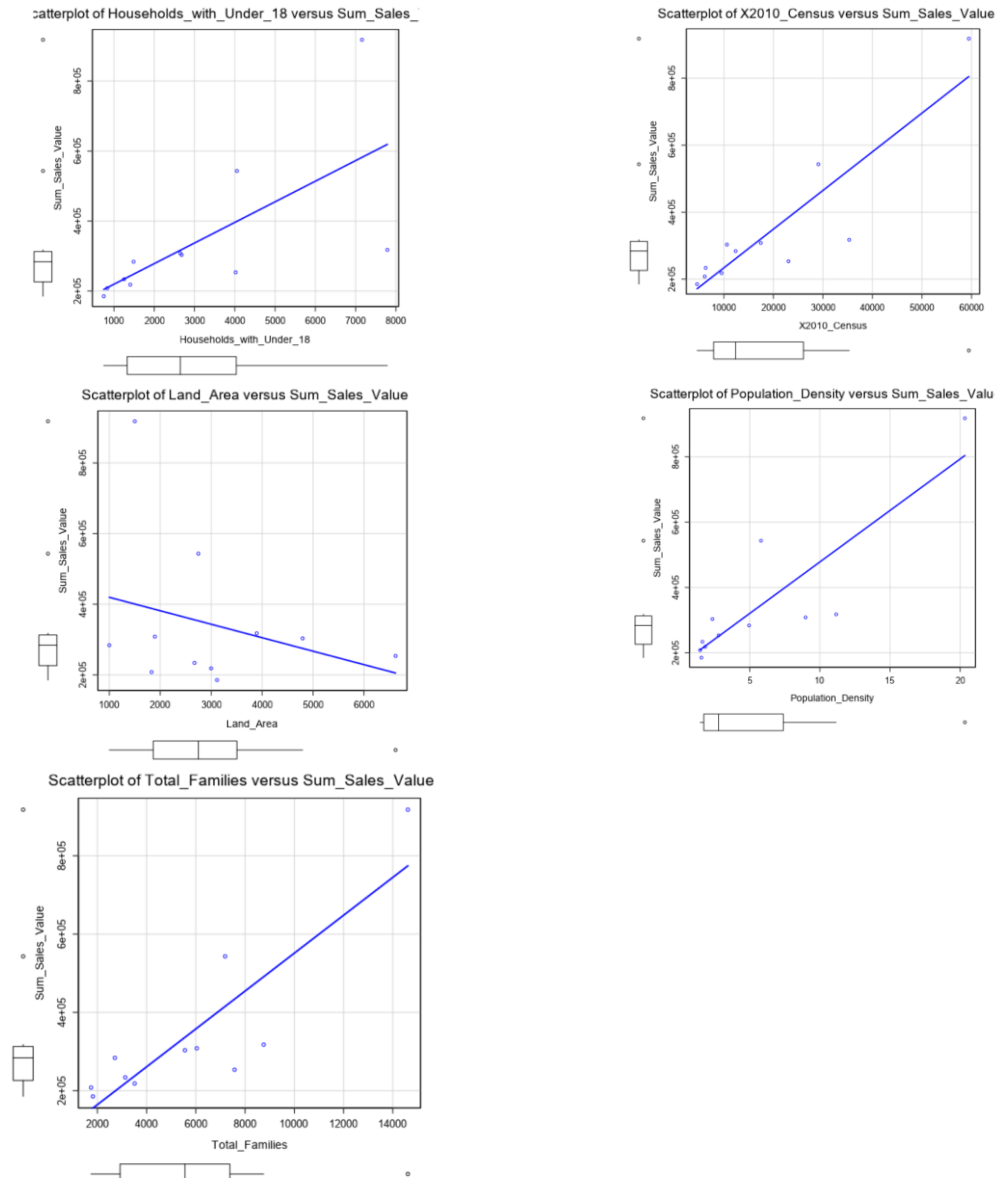 catterplot of Households_with_Under_18 versus Sum_Sales_
8e+05
6e+05
4e+05
2e+05
Sum_Sales_Value
1000 2000 3000 4000 5000 6000 7000 8000
Households_with_Under_18
Scatterplot of X2010_Census versus Sum_Sales_Value
8e+05
6e+05
4e+05
2e+05
Sum_Sales_Value
10000 20000 30000 40000 50000 60000
X2010_Census
Scatterplot of Land_Area versus Sum_Sales_Value
8e+05
6e+05
4e+05
2e+05
Sum_Sales_Value
1000 2000 3000 4000 5000 6000
Land_Area
Scatterplot of Population_Density versus Sum_Sales_Valu
8e+05
6e+05
4e+05
2e+05
Sum_Sales_Value
5 10 15 20
Population_Density
Scatterplot of Total_Families versus Sum_Sales_Value
8e+05
6e+05
4e+05
2e+05
Sum_Sales_Value
2000 4000 6000 8000 10000 12000 14000
Total_Families